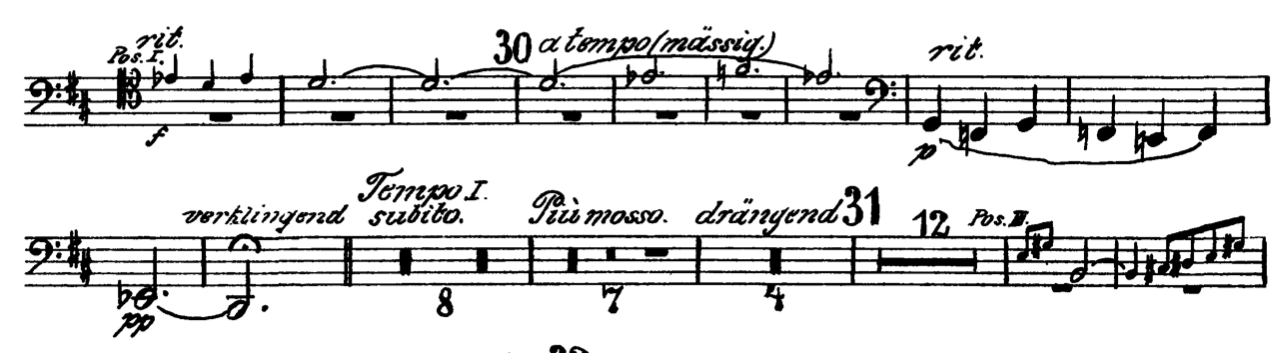 rit. 30 a tempo (mässig.) rit.
Pos. I.
f p
Tempo I.
verklingend subito. Più mosso. drängend 31 12 Pos. III.
8 7 4
pp